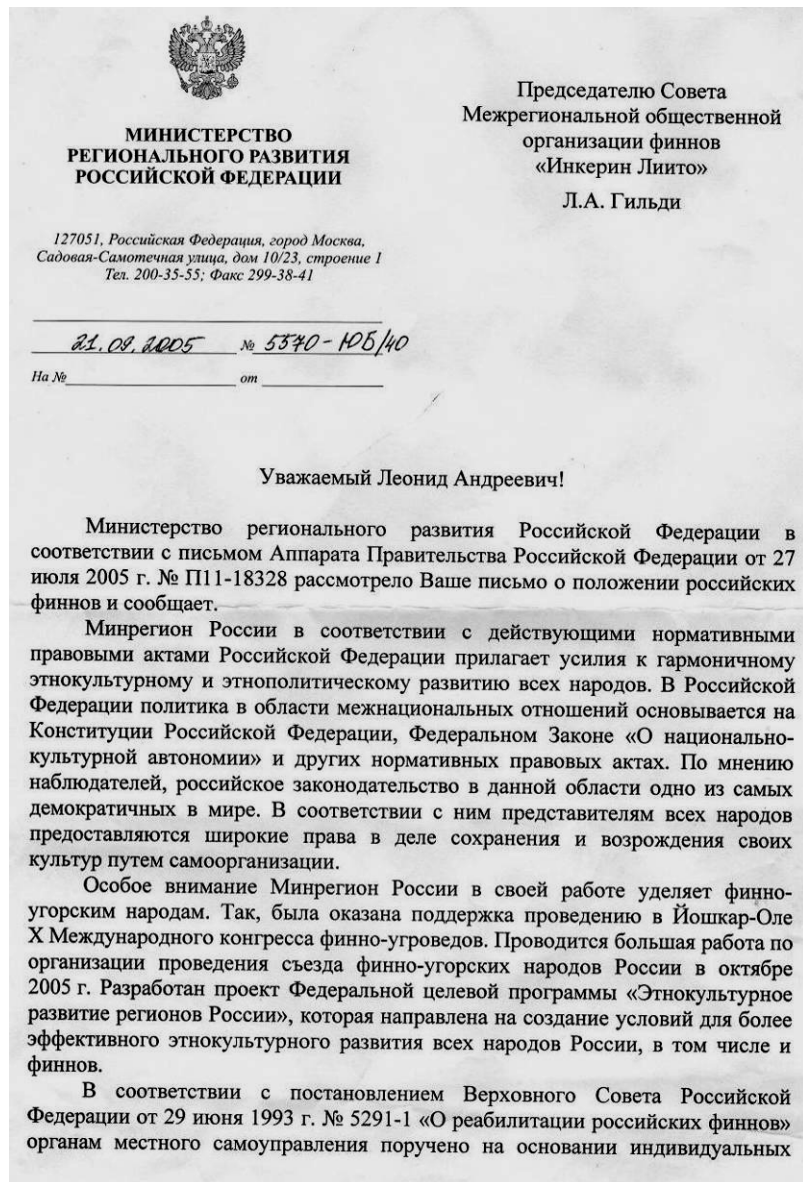 МИНИСТЕРСТВО
РЕГИОНАЛЬНОГО РАЗВИТИЯ
РОССИЙСКОЙ ФЕДЕРАЦИИ
127051, Российская Федерация, город Москва,
Садовая-Самотечная улица, дом 10/23, строение 1
Тел. 200-35-55; Факс 299-38-41
21.09.2005 № 5570-ЮБ/40
На № от
Председателю Совета
Межрегиональной общественной
организации финнов
«Инкерин Лиито»
Л.А. Гильди
Уважаемый Леонид Андреевич!
Министерство регионального развития Российской Федерации в
соответствии с письмом Аппарата Правительства Российской Федерации от 27
июля 2005 г. № П11-18328 рассмотрело Ваше письмо о положении российских
финнов и сообщает.
Минрегион России в соответствии с действующими нормативными
правовыми актами Российской Федерации прилагает усилия к гармоничному
этнокультурному и этнополитическому развитию всех народов. В Российской
Федерации политика в области межнациональных отношений основывается на
Конституции Российской Федерации, Федеральном Законе «О национально-
культурной автономии» и других нормативных правовых актах. По мнению
наблюдателей, российское законодательство в данной области одно из самых
демократичных в мире. В соответствии с ним представителям всех народов
предоставляются широкие права в деле сохранения и возрождения своих
культур путем самоорганизации.
Особое внимание Минрегион России в своей работе уделяет финно-
угорским народам. Так, была оказана поддержка проведению в Йошкар-Оле
X Международного конгресса финно-угроведов. Проводится большая работа по
организации проведения съезда финно-угорских народов России в октябре
2005 г. Разработан проект Федеральной целевой программы «Этнокультурное
развитие регионов России», которая направлена на создание условий для более
эффективного этнокультурного развития всех народов России, в том числе и
финнов.
В соответствии с постановлением Верховного Совета Российской
Федерации от 29 июня 1993 г. № 5291-1 «О реабилитации российских финнов»
органам местного самоуправления поручено на основании индивидуальных